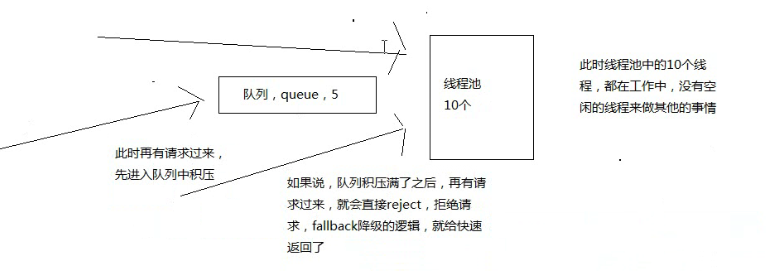 队列，queue，5
线程池
10个
此时线程池中的10个线
程，都在工作中，没有空
闲的线程来做其他的事情
此时再有请求过来，
先进入队列中积压
如果说，队列积压满了之后，再有请
求过来，就会直接reject，拒绝请
求，fallback降级的逻辑，就给快速
返回了